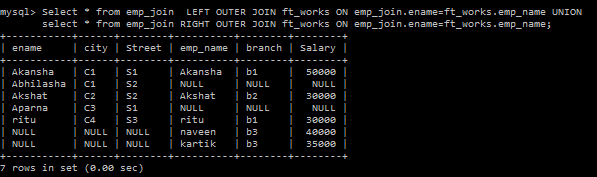 mysql> Select * from emp_join  LEFT OUTER JOIN ft_works ON emp_join.ename=ft_works.emp_name UNION
       select * from emp_join RIGHT OUTER JOIN ft_works ON emp_join.ename=ft_works.emp_name;
+-----------+------+--------+----------+--------+--------+
| ename     | city | Street | emp_name | branch | Salary |
+-----------+------+--------+----------+--------+--------+
| Akansha   | C1   | S1     | Akansha  | b1     |  50000 |
| Abhilasha | C1   | S2     | NULL     | NULL   |   NULL |
| Akshat    | C2   | S2     | Akshat   | b2     |  30000 |
| Aparna    | C3   | S1     | NULL     | NULL   |   NULL |
| ritu      | C4   | S3     | ritu     | b1     |  30000 |
| NULL      | NULL | NULL   | naveen   | b3     |  40000 |
| NULL      | NULL | NULL   | kartik   | b3     |  35000 |
+-----------+------+--------+----------+--------+--------+
7 rows in set (0.00 sec)